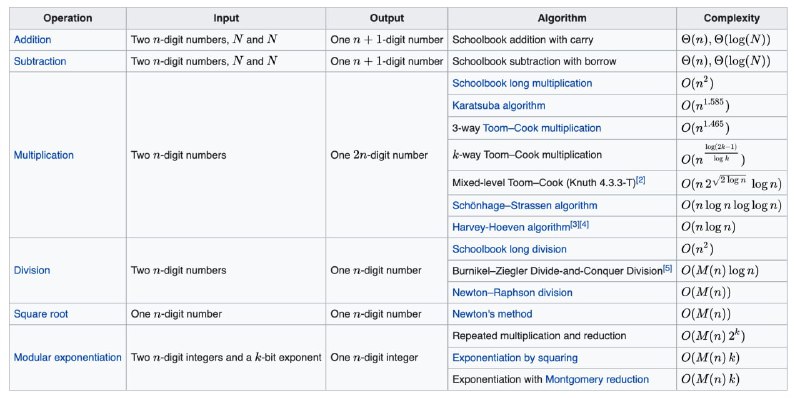 Operation Input Output Algorithm Complexity
Addition Two n-digit numbers, N and N One n + 1-digit number Schoolbook addition with carry Θ(n), Θ(log(N))
Subtraction Two n-digit numbers, N and N One n + 1-digit number Schoolbook subtraction with borrow Θ(n), Θ(log(N))
Multiplication Two n-digit numbers One 2n-digit number Schoolbook long multiplication O(n^2)
Karatsuba algorithm O(n^1.585)
3-way Toom–Cook multiplication O(n^1.465)
k-way Toom–Cook multiplication O(n^(log(2k−1)/log k))
Mixed-level Toom–Cook (Knuth 4.3.3-T)[2] O(n 2^√(2 log n) log n)
Schönhage–Strassen algorithm O(n log n log log n)
Harvey-Hoeven algorithm[3][4] O(n log n)
Division Two n-digit numbers One n-digit number Schoolbook long division O(n^2)
Burnikel–Ziegler Divide-and-Conquer Division[5] O(M(n) log n)
Newton–Raphson division O(M(n))
Square root One n-digit number One n-digit number Newton's method O(M(n))
Modular exponentiation Two n-digit integers and a k-bit exponent One n-digit integer Repeated multiplication and reduction O(M(n) 2^k)
Exponentiation by squaring O(M(n) k)
Exponentiation with Montgomery reduction O(M(n) k)